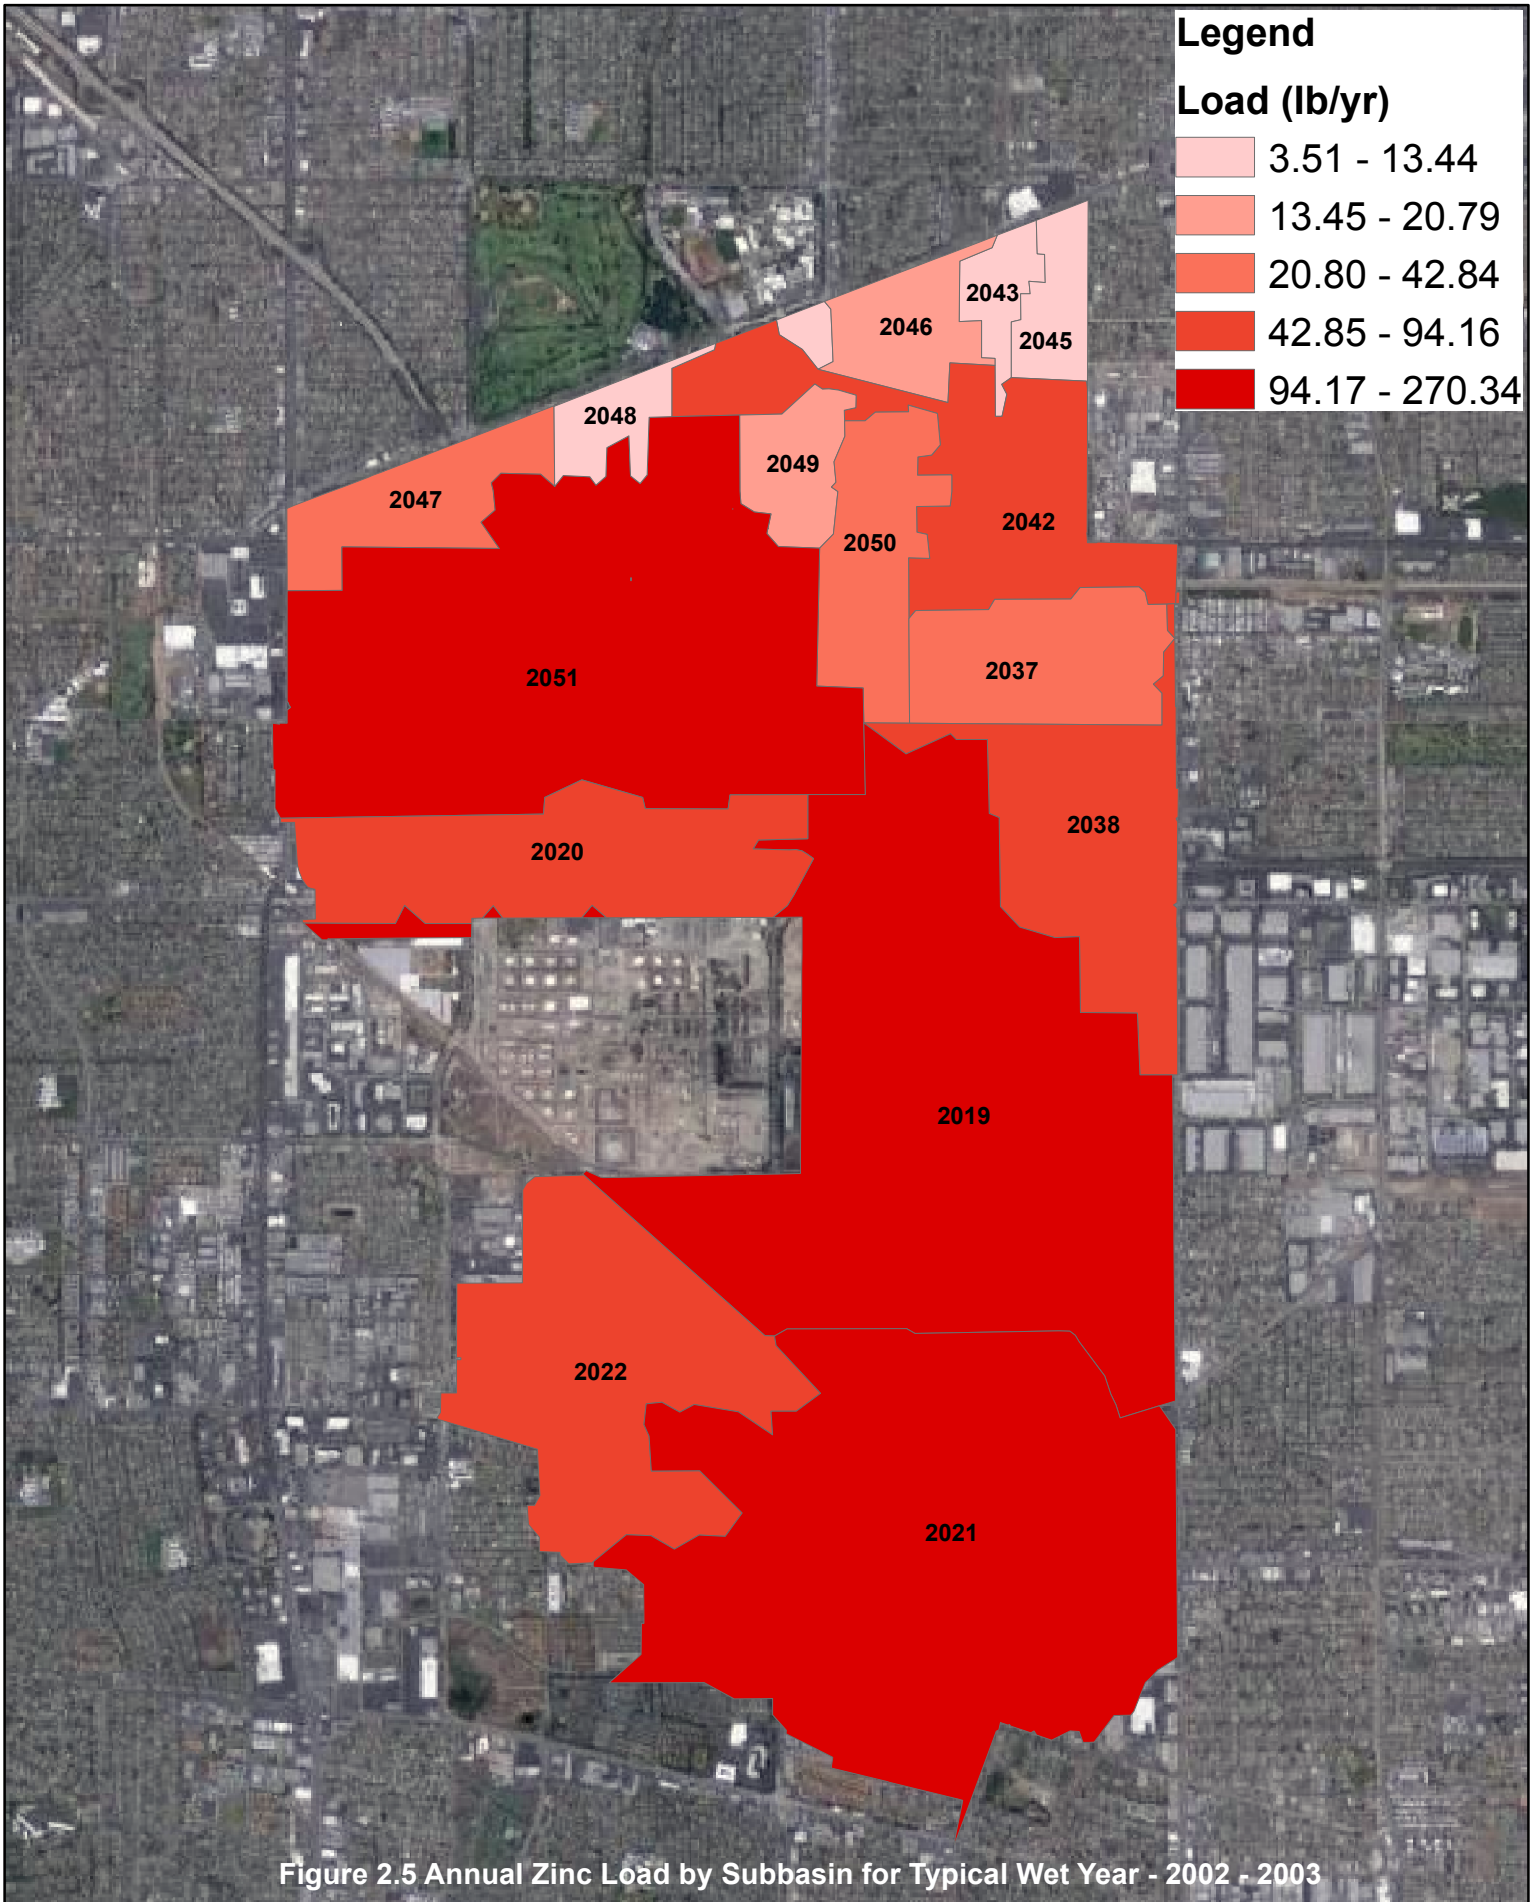 Legend
Load (lb/yr)
3.51 - 13.44
13.45 - 20.79
20.80 - 42.84
42.85 - 94.16
94.17 - 270.34
2043
2046
2045
2048
2049
2047
2042
2050
2037
2051
2038
2020
2019
2022
2021
Figure 2.5 Annual Zinc Load by Subbasin for Typical Wet Year - 2002 - 2003